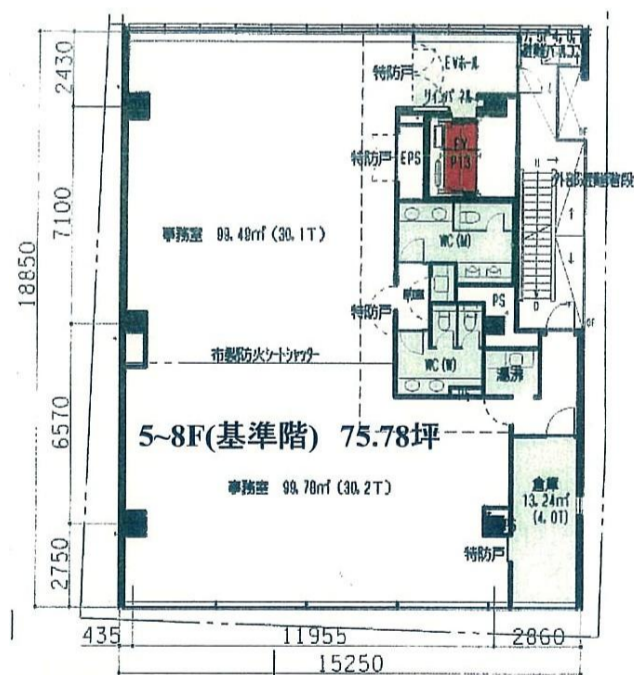 2430
7100
18850
6570
2750
特防戸
EVホール
特防戸
EPS
EV
P13
外部避難階段
事務室 99.49㎡ (30.1T)
WC(M)
PS
特防戸
布製防火シートシャッター
WC(W)
湯沸
5~8F(基準階) 75.78坪
事務室 99.78㎡ (30.2T)
倉庫
13.24㎡
(4.0T)
特防戸
435
11955
2860
15250